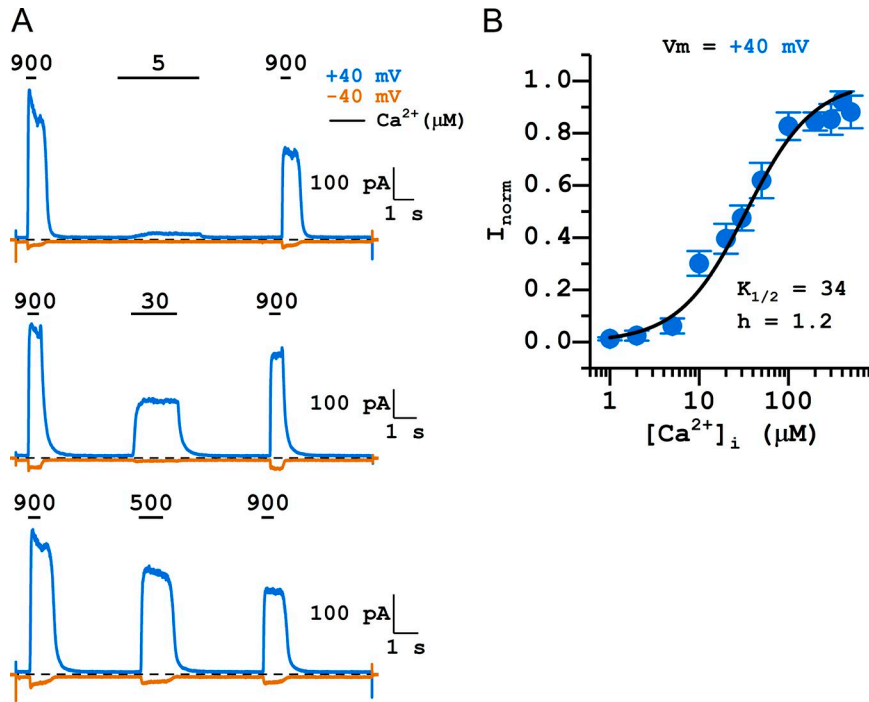 A
900 5 900
+40 mV
-40 mV
Ca²⁺(µM)
100 pA
1 s
900 30 900
100 pA
1 s
900 500 900
100 pA
1 s
B
Vm = +40 mV
1.0
0.8
0.6
0.4
0.2
0.0
Inorm
K1/2 = 34
h = 1.2
1 10 100
[Ca²⁺]i (µM)